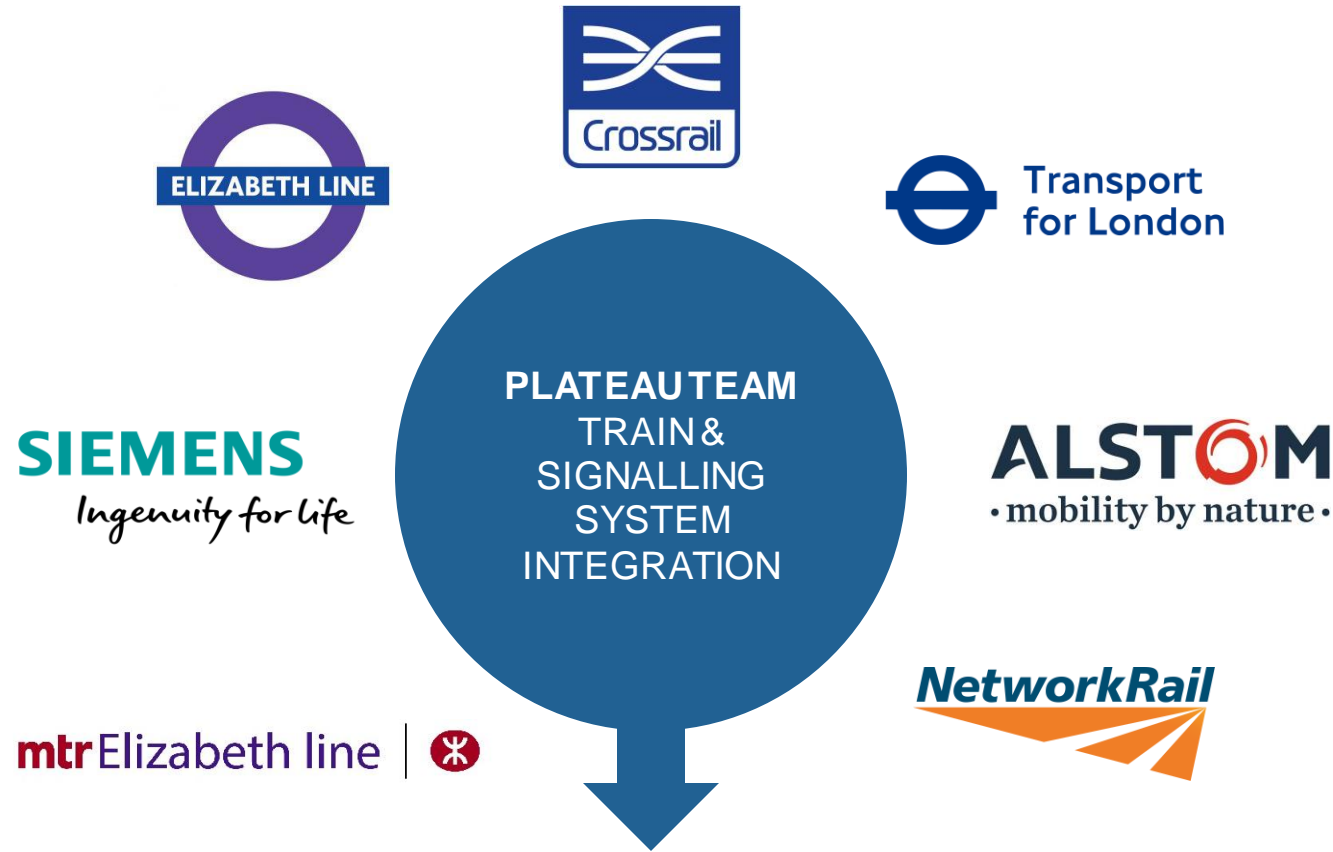 Crossrail
ELIZABETH LINE
Transport
for London
PLATEAU TEAM
TRAIN &
SIGNALLING
SYSTEM
INTEGRATION
SIEMENS
Ingenuity for life
ALSTOM
• mobility by nature •
NetworkRail
mtr Elizabeth line